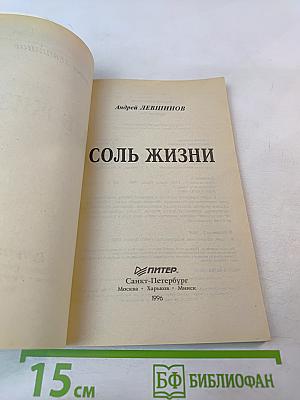 Андрей ЛЕВШИНОВ
СОЛЬ ЖИЗНИ
ПИТЕР
Санкт-Петербург
Москва · Харьков · Минск
1996
15 см
БФ БИБЛИОФАН